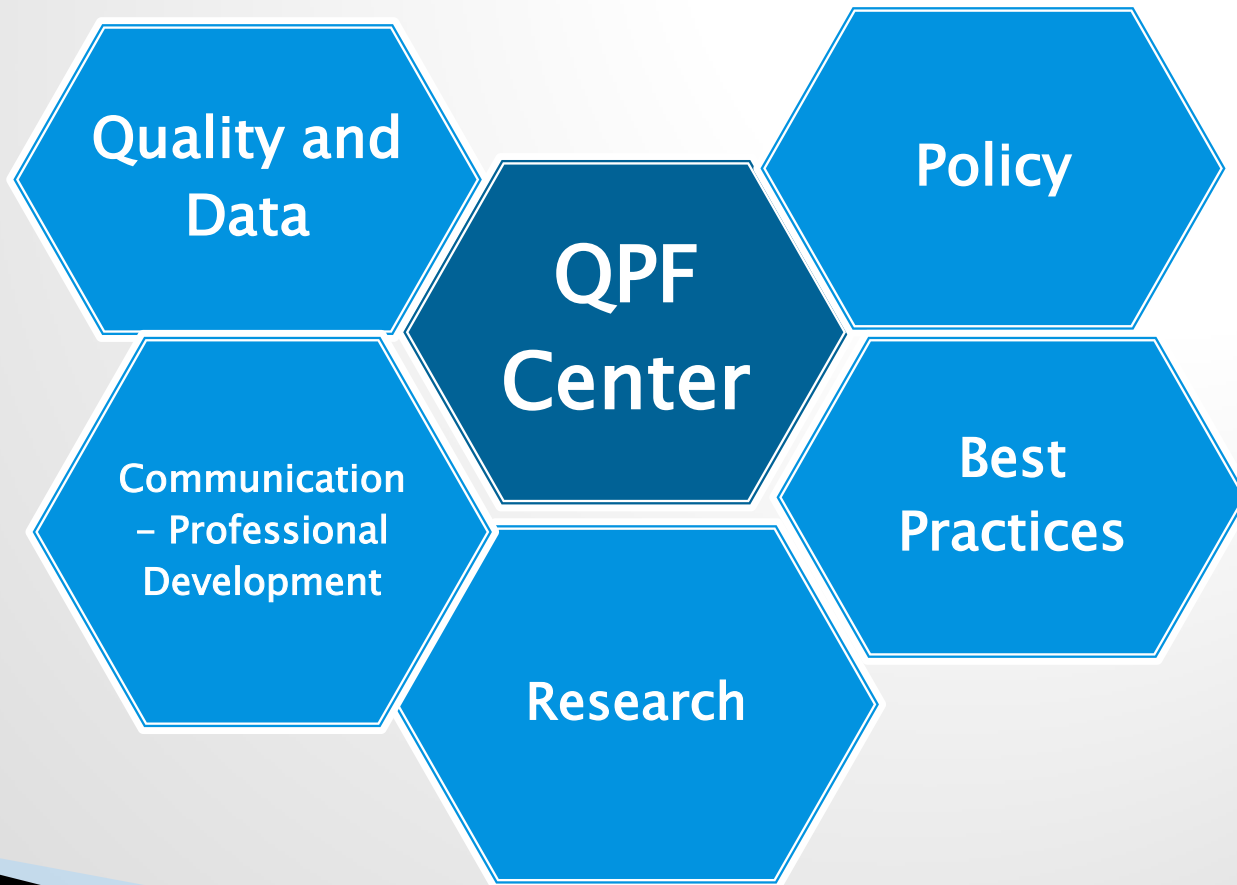 Quality and
Data
Policy
QPF
Center
Communication
– Professional
Development
Best
Practices
Research